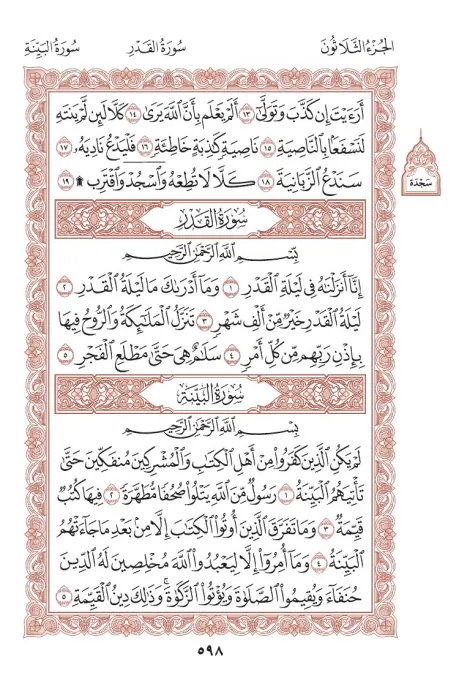 الجُزْءُ الثَّلَاثُونَ سُورَةُ القَدْرِ سُورَةُ البَيِّنَةِ
أَرَءَيْتَ إِن كَذَّبَ وَتَوَلَّىٰٓ ١٣ أَلَمْ يَعْلَم بِأَنَّ ٱللَّهَ يَرَىٰ ١٤ كَلَّا لَئِن لَّمْ يَنتَهِ
لَنَسْفَعًۢا بِٱلنَّاصِيَةِ ١٥ نَاصِيَةٍ كَٰذِبَةٍ خَاطِئَةٍ ١٦ فَلْيَدْعُ نَادِيَهُۥ ١٧
سَنَدْعُ ٱلزَّبَانِيَةَ ١٨ كَلَّا لَا تُطِعْهُ وَٱسْجُدْ وَٱقْتَرِب ۩ ١٩
سَجْدَة
سُورَةُ القَدْرِ
بِسْمِ ٱللَّهِ ٱلرَّحْمَٰنِ ٱلرَّحِيمِ
إِنَّآ أَنزَلْنَٰهُ فِى لَيْلَةِ ٱلْقَدْرِ ١ وَمَآ أَدْرَىٰكَ مَا لَيْلَةُ ٱلْقَدْرِ ٢
لَيْلَةُ ٱلْقَدْرِ خَيْرٌ مِّنْ أَلْفِ شَهْرٍ ٣ تَنَزَّلُ ٱلْمَلَٰٓئِكَةُ وَٱلرُّوحُ فِيهَا
بِإِذْنِ رَبِّهِم مِّن كُلِّ أَمْرٍ ٤ سَلَٰمٌ هِىَ حَتَّىٰ مَطْلَعِ ٱلْفَجْرِ ٥
سُورَةُ البَيِّنَةِ
بِسْمِ ٱللَّهِ ٱلرَّحْمَٰنِ ٱلرَّحِيمِ
لَمْ يَكُنِ ٱلَّذِينَ كَفَرُوا۟ مِنْ أَهْلِ ٱلْكِتَٰبِ وَٱلْمُشْرِكِينَ مُنفَكِّينَ حَتَّىٰ
تَأْتِيَهُمُ ٱلْبَيِّنَةُ ١ رَسُولٌ مِّنَ ٱللَّهِ يَتْلُوا۟ صُحُفًا مُّطَهَّرَةً ٢ فِيهَا كُتُبٌ
قَيِّمَةٌ ٣ وَمَا تَفَرَّقَ ٱلَّذِينَ أُوتُوا۟ ٱلْكِتَٰبَ إِلَّا مِنۢ بَعْدِ مَا جَآءَتْهُمُ
ٱلْبَيِّنَةُ ٤ وَمَآ أُمِرُوٓا۟ إِلَّا لِيَعْبُدُوا۟ ٱللَّهَ مُخْلِصِينَ لَهُ ٱلدِّينَ
حُنَفَآءَ وَيُقِيمُوا۟ ٱلصَّلَوٰةَ وَيُؤْتُوا۟ ٱلزَّكَوٰةَ ۚ وَذَٰلِكَ دِينُ ٱلْقَيِّمَةِ ٥
٥٩٨